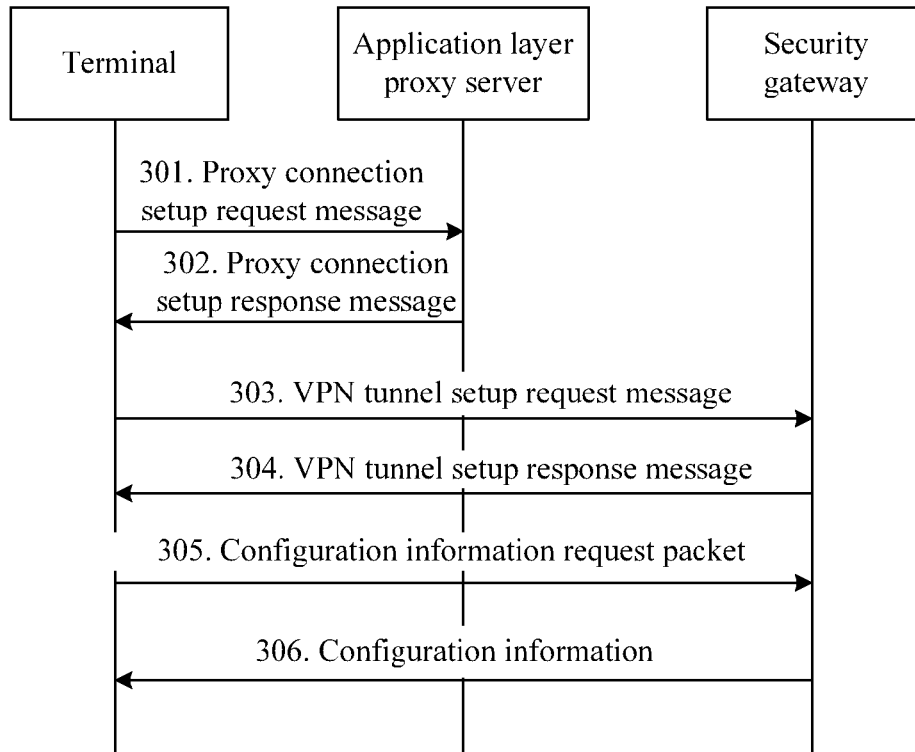 Terminal
Application layer
proxy server
Security
gateway
301. Proxy connection
setup request message
302. Proxy connection
setup response message
303. VPN tunnel setup request message
304. VPN tunnel setup response message
305. Configuration information request packet
306. Configuration information